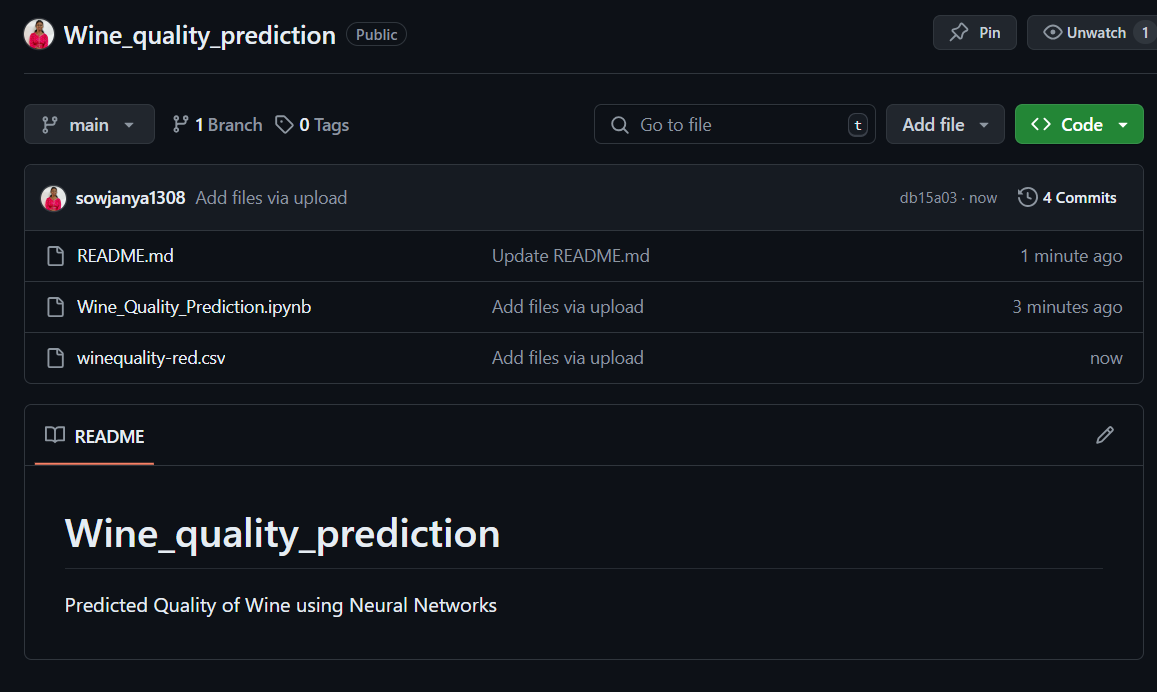 Wine_quality_prediction Public Pin Unwatch 1
main 1 Branch 0 Tags Go to file t Add file Code
sowjanya1308 Add files via upload db15a03 · now 4 Commits
README.md Update README.md 1 minute ago
Wine_Quality_Prediction.ipynb Add files via upload 3 minutes ago
winequality-red.csv Add files via upload now
README
Wine_quality_prediction
Predicted Quality of Wine using Neural Networks